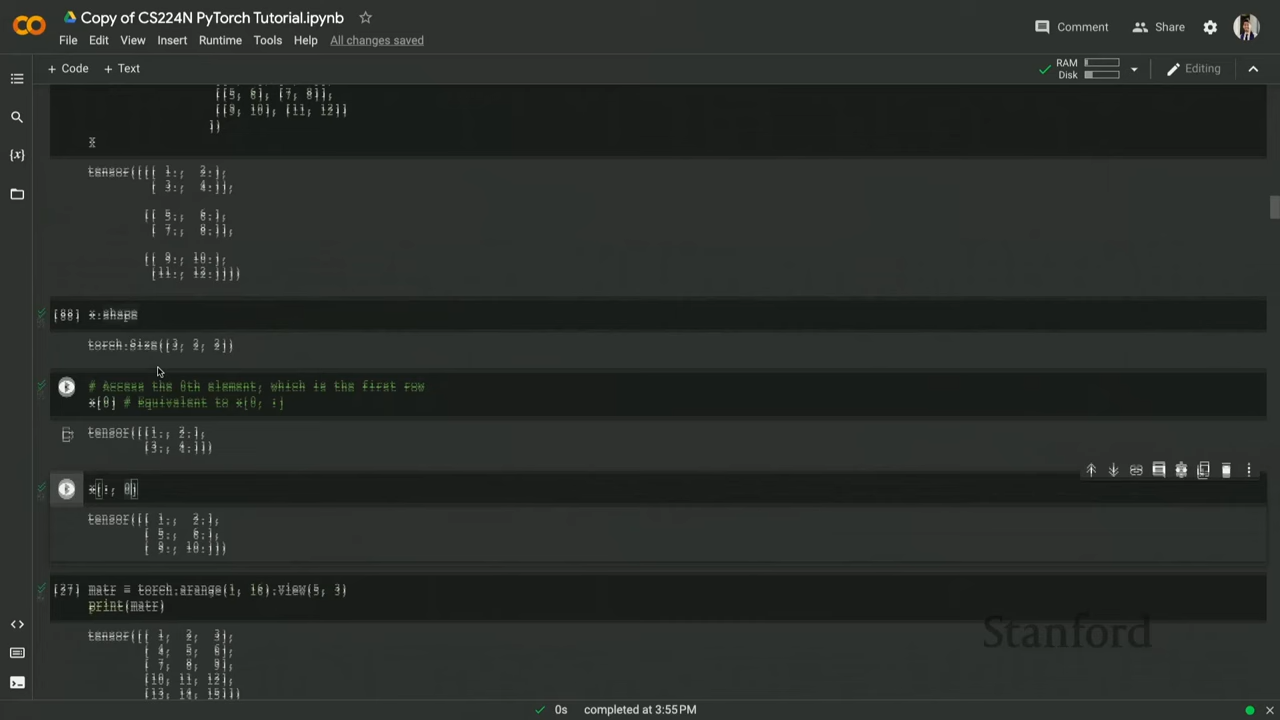 Copy of CS224N PyTorch Tutorial.ipynb
File Edit View Insert Runtime Tools Help All changes saved
Comment Share
+ Code + Text
RAM
Disk
Editing
[[5, 6], [7, 8]],
[[9, 10], [11, 12]]
])
x
tensor([[[ 1., 2.],
[ 3., 4.]],
[[ 5., 6.],
[ 7., 8.]],
[[ 9., 10.],
[11., 12.]]])
[88] x.shape
torch.Size([3, 2, 2])
# Access the 0th element, which is the first row
x[0] # Equivalent to x[0, :]
tensor([[1., 2.],
[3., 4.]])
x[:, 0]
tensor([[ 1., 2.],
[ 5., 6.],
[ 9., 10.]])
[27] matr = torch.arange(1, 16).view(5, 3)
print(matr)
tensor([[ 1, 2, 3],
[ 4, 5, 6],
[ 7, 8, 9],
[10, 11, 12],
[13, 14, 15]])
Stanford
0s completed at 3:55PM